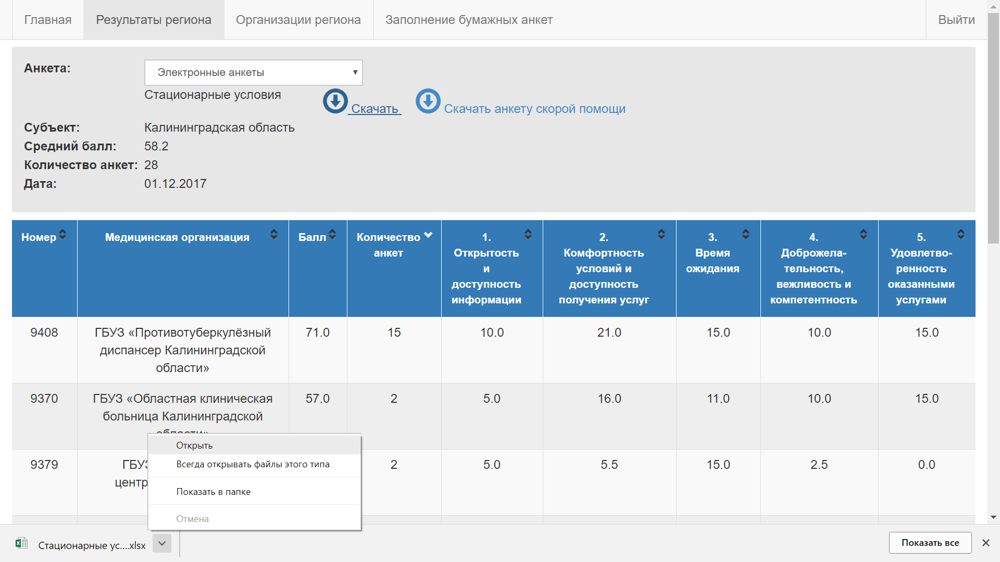 Главная
Результаты региона
Организации региона
Заполнение бумажных анкет
Выйти
Анкета:
Электронные анкеты
Стационарные условия
Скачать
Скачать анкету скорой помощи
Субъект:
Калининградская область
Средний балл:
58.2
Количество анкет:
28
Дата:
01.12.2017
Номер
Медицинская организация
Балл
Количество
анкет
1.
Открытость
и
доступность
информации
2.
Комфортность
условий и
доступность
получения услуг
3.
Время
ожидания
4.
Доброжела-
тельность,
вежливость и
компетентность
5.
Удовлетво-
ренность
оказанными
услугами
9408
ГБУЗ «Противотуберкулёзный
диспансер Калининградской
области»
71.0
15
10.0
21.0
15.0
10.0
15.0
9370
ГБУЗ «Областная клиническая
больница Калининградской
области»
57.0
2
5.0
16.0
11.0
10.0
15.0
9379
ГБУЗ
центр
2
5.0
5.5
15.0
2.5
0.0
Открыть
Всегда открывать файлы этого типа
Показать в папке
Отмена
Стационарные ус....xlsx
Показать все